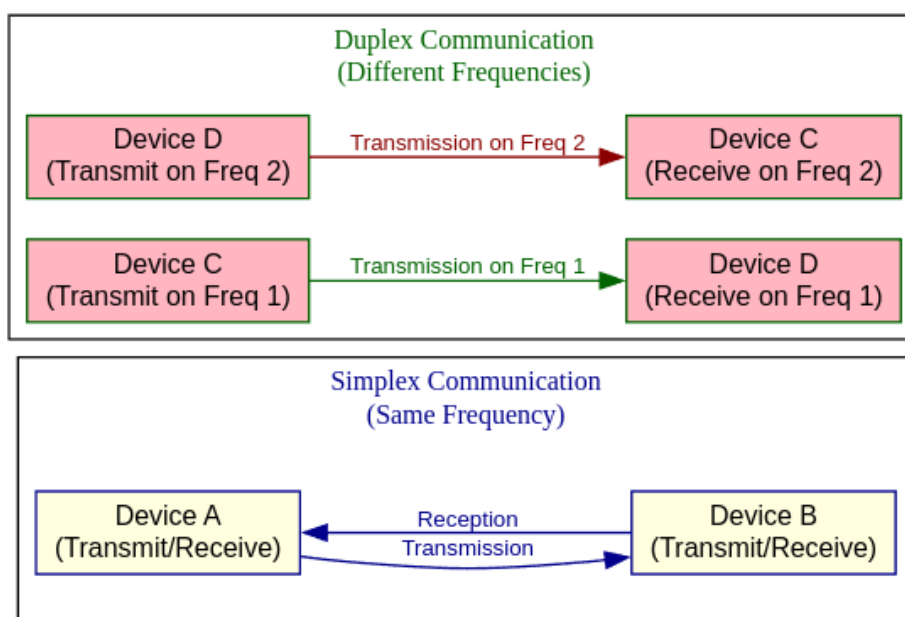 Duplex Communication
(Different Frequencies)
Device D
(Transmit on Freq 2)
Transmission on Freq 2
Device C
(Receive on Freq 2)
Device C
(Transmit on Freq 1)
Transmission on Freq 1
Device D
(Receive on Freq 1)
Simplex Communication
(Same Frequency)
Device A
(Transmit/Receive)
Reception
Transmission
Device B
(Transmit/Receive)